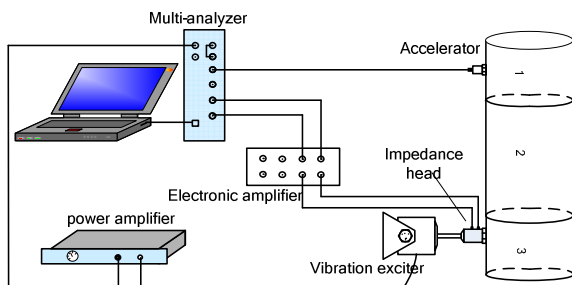 Multi-analyzer
Accelerator
1
2
Impedance
head
Electronic amplifier
power amplifier
Vibration exciter
3